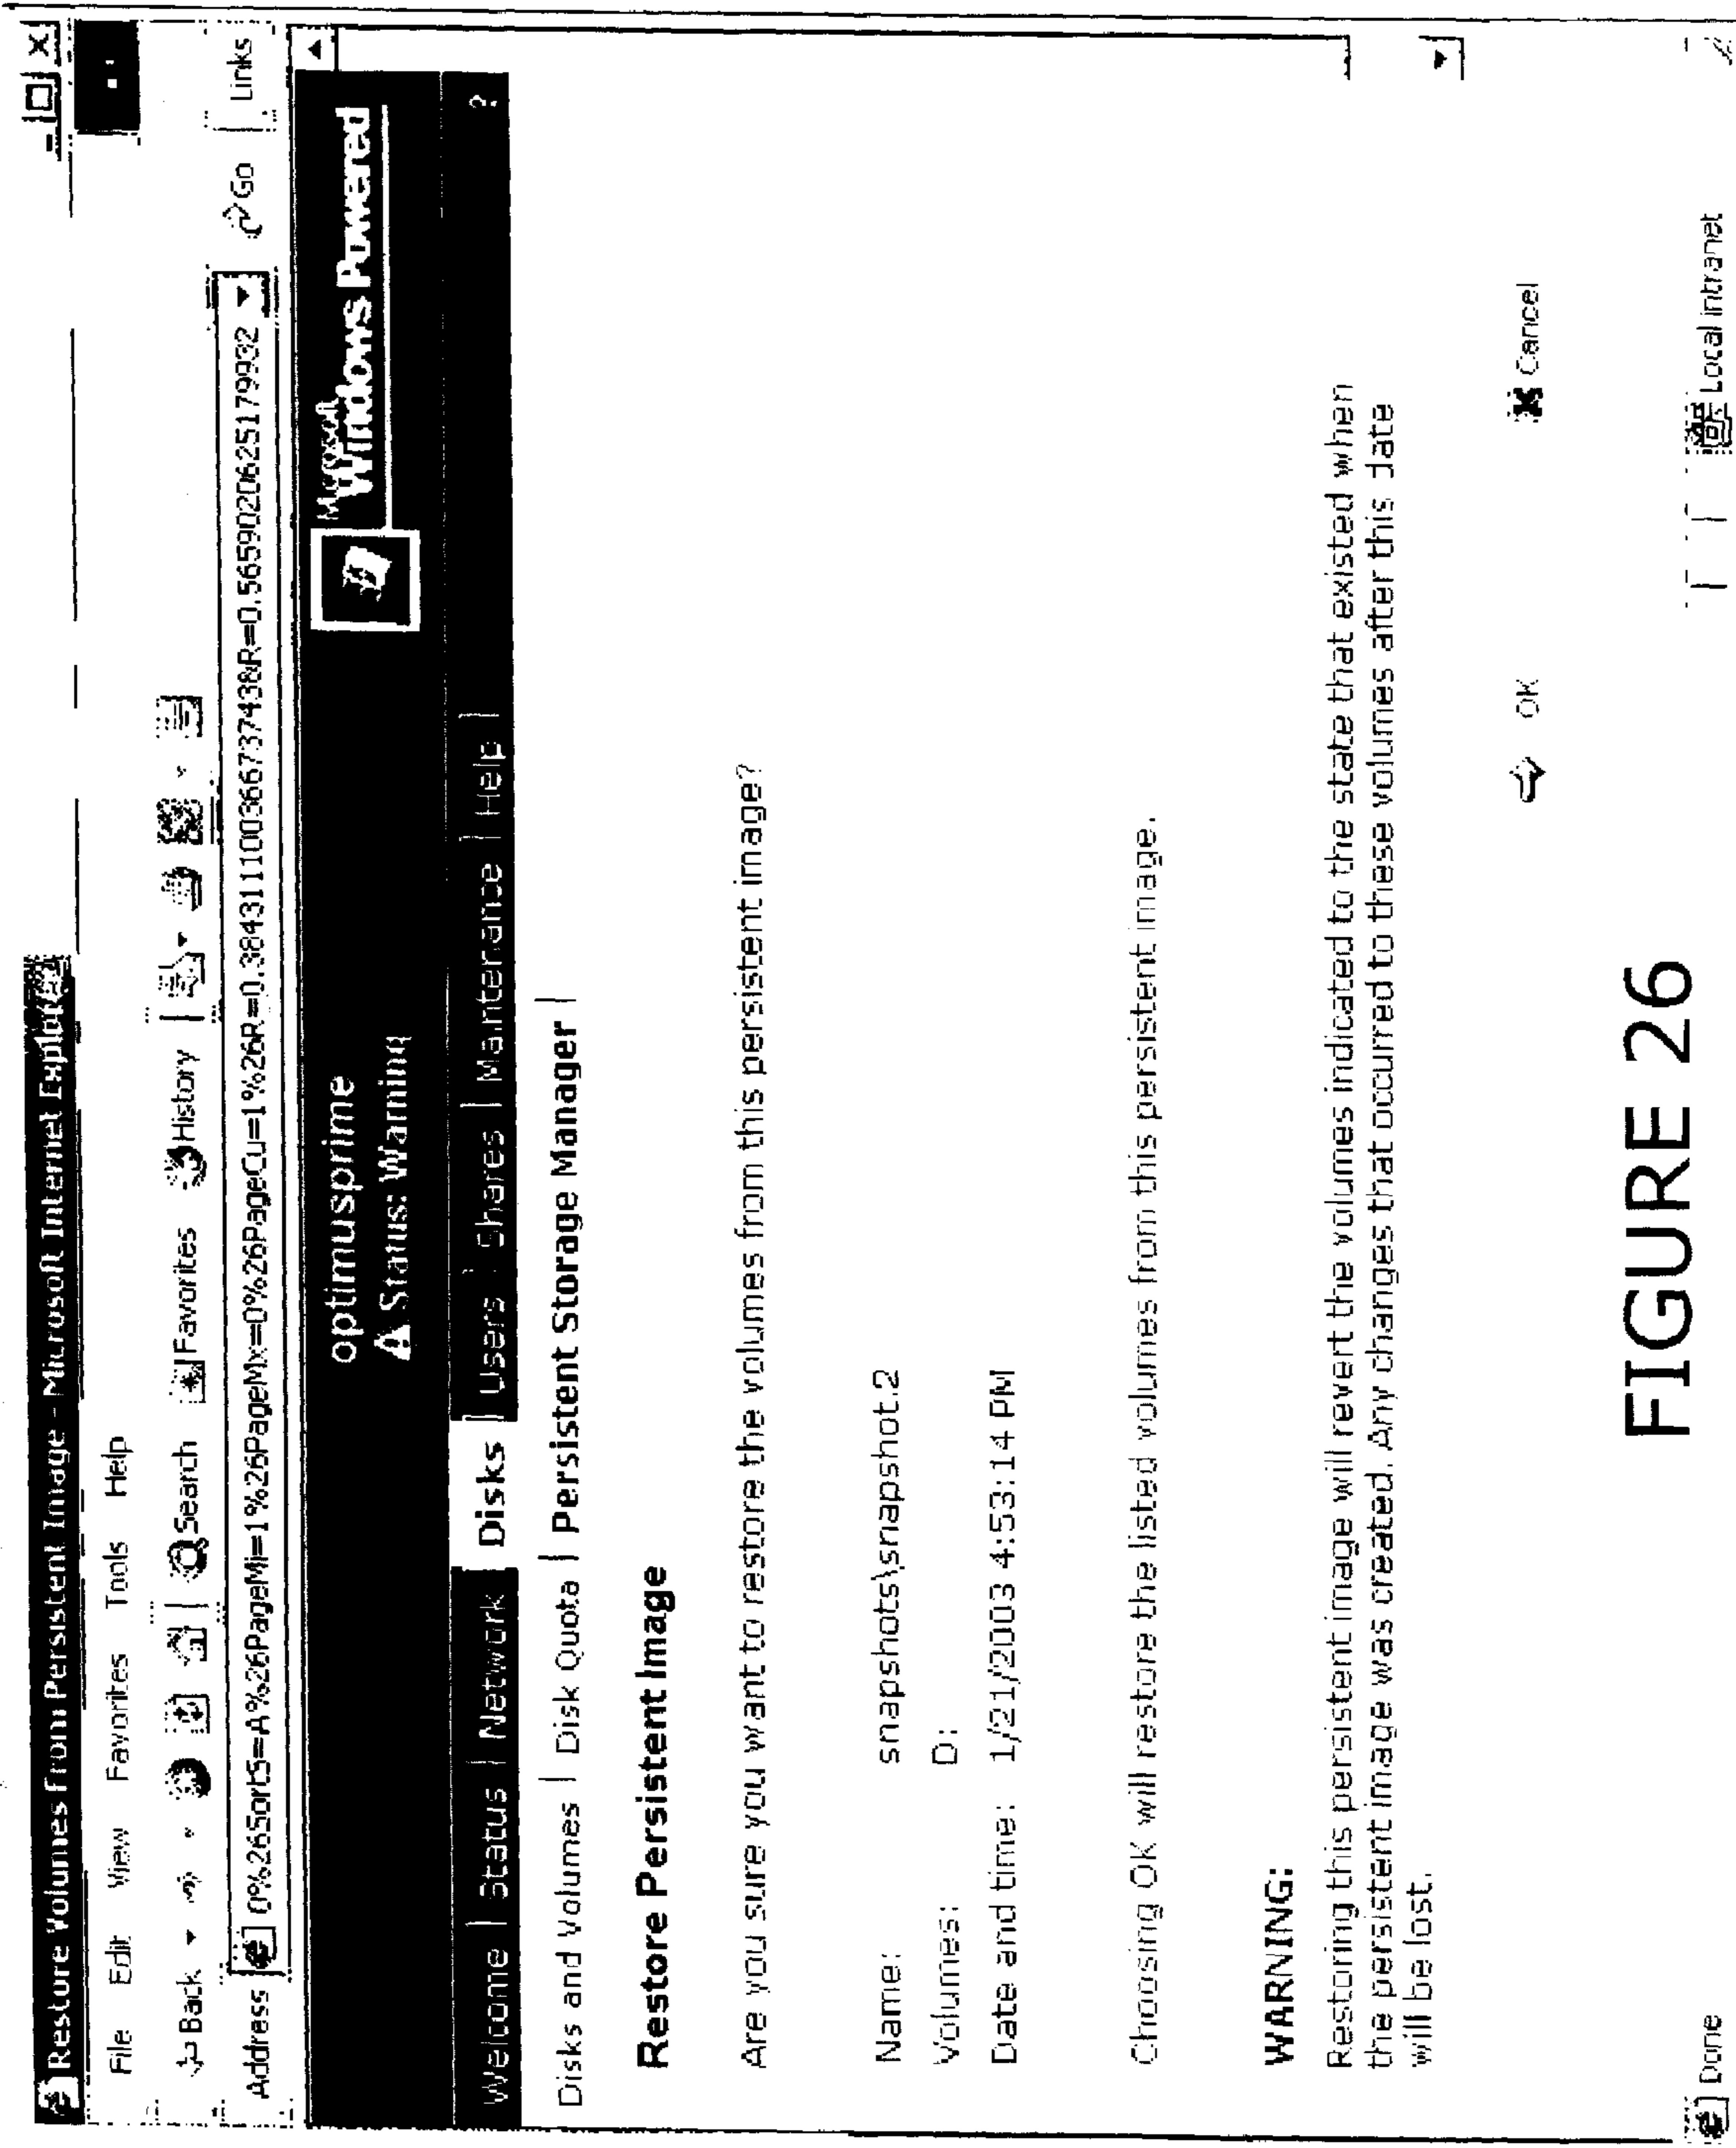 Restore Volumes from Persistent Image - Microsoft Internet Explorer
File Edit View Favorites Tools Help
Back Search Favorites History
Address 0%26SortS=A%26PageMi=1%26PageMx=0%26PageCu=1%26R=0.38431110036673743&R=0.5659020625179932 Go Links
optimusprime
Status: Warning
Microsoft
Windows Powered
Welcome | Status | Network | Disks | Users | Shares | Maintenance | Help | ?
Disks and Volumes | Disk Quota | Persistent Storage Manager |
Restore Persistent Image
Are you sure you want to restore the volumes from this persistent image?
Name: snapshots\snapshot.2
Volumes: D:
Date and time: 1/21/2003 4:53:14 PM
Choosing OK will restore the listed volumes from this persistent image.
WARNING:
Restoring this persistent image will revert the volumes indicated to the state that existed when
the persistent image was created. Any changes that occurred to these volumes after this date
will be lost.
OK Cancel
Done Local intranet
FIGURE 26